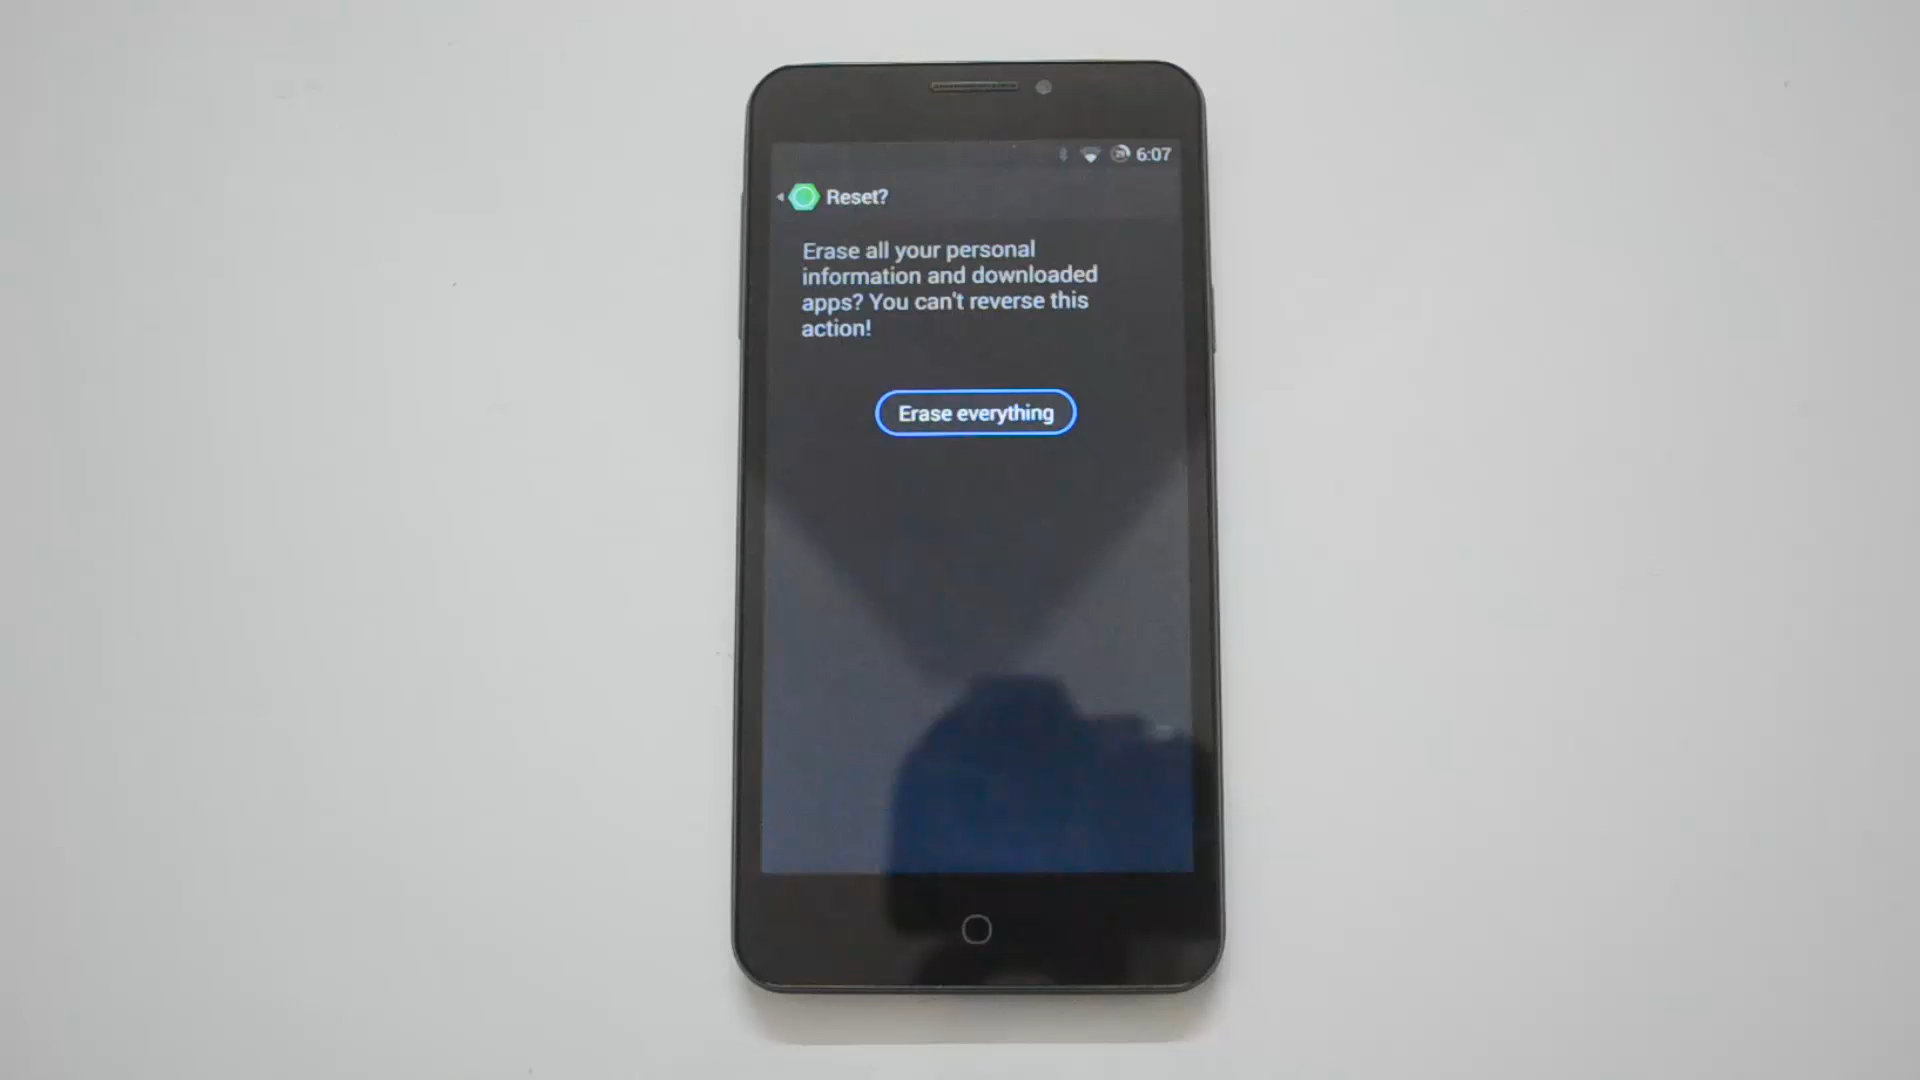 6:07
Reset?
Erase all your personal
information and downloaded
apps? You can't reverse this
action!
Erase everything